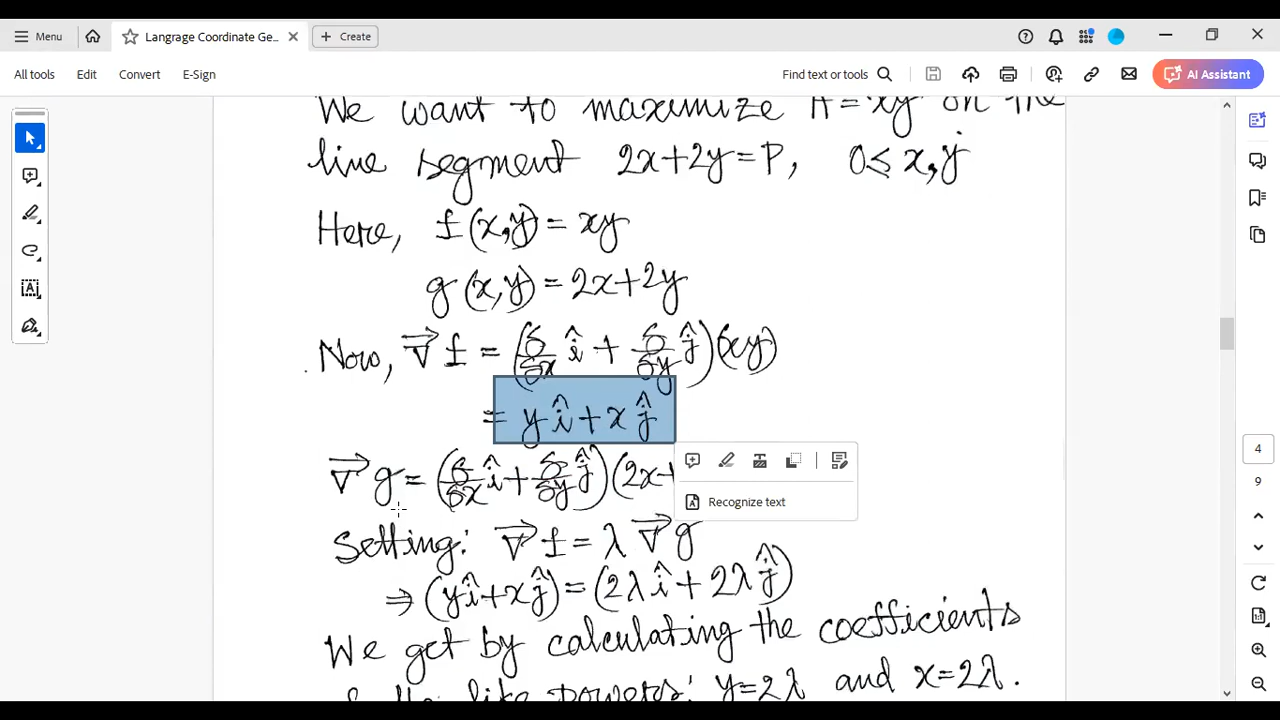 Menu
Langrage Coordinate Ge...
Create
All tools
Edit
Convert
E-Sign
Find text or tools
AI Assistant
We want to maximize A = xy on the
line segment 2x+2y=P, 0≤ x,y
Here, f(x,y) = xy
g(x,y) = 2x+2y
Now, ∇⃗f = (δ/δx î + δ/δy ĵ)(xy)
= yî + xĵ
∇⃗g = (δ/δx î + δ/δy ĵ)(2x+
Recognize text
Setting: ∇⃗f = λ∇⃗g
⇒ (yî+xĵ) = (2λî + 2λĵ)
We get by calculating the coefficients
like powers: y=2λ and x=2λ.
4
9